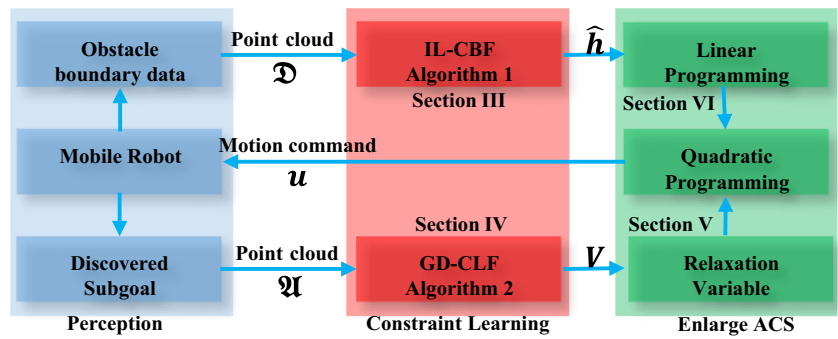 Obstacle
boundary data
Point cloud
𝔇
IL-CBF
Algorithm 1
Section III
ĥ
Linear
Programming
Section VI
Mobile Robot
Motion command
u
Quadratic
Programming
Section IV
Section V
Discovered
Subgoal
Point cloud
𝔄
GD-CLF
Algorithm 2
V
Relaxation
Variable
Perception
Constraint Learning
Enlarge ACS